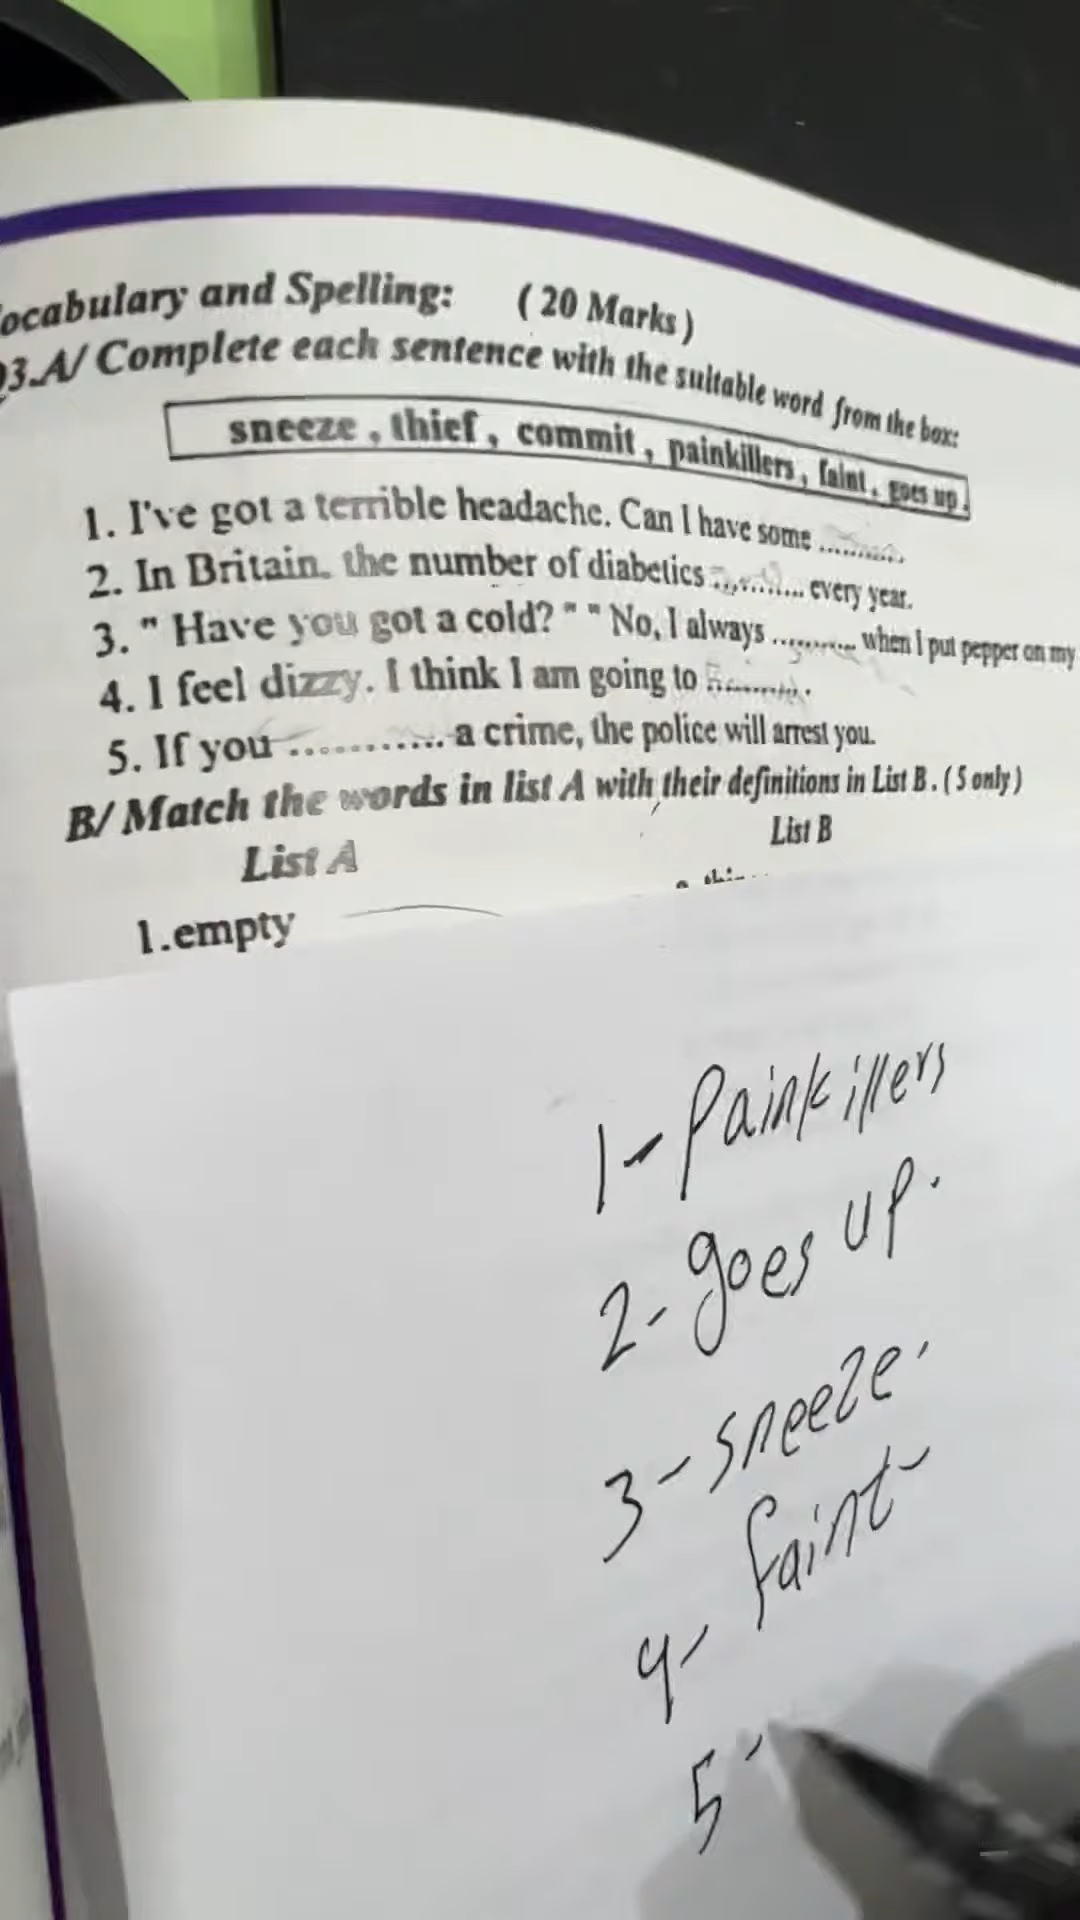 ocabulary and Spelling: ( 20 Marks )
Q3.A/ Complete each sentence with the suitable word from the box:
sneeze , thief , commit , painkillers , faint , goes up .
1. I've got a terrible headache. Can I have some ..........
2. In Britain, the number of diabetics .......... every year.
3. " Have you got a cold? " " No, I always .......... when I put pepper on my
4. I feel dizzy. I think I am going to .......... .
5. If you ............ a crime, the police will arrest you.
B/ Match the words in list A with their definitions in List B . ( 5 only )
List A List B
1.empty
1- Painkillers
2- goes up.
3- sneeze.
4- faint-
5-